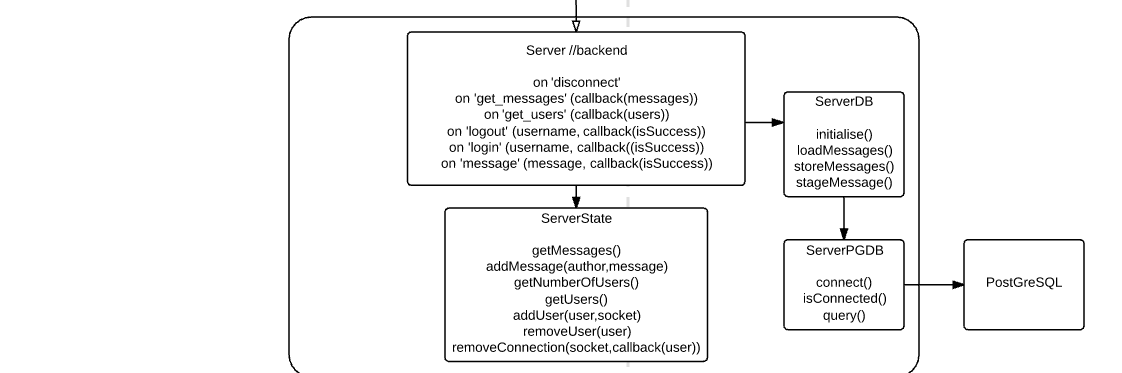 Server //backend
on 'disconnect'
on 'get_messages' (callback(messages))
on 'get_users' (callback(users))
on 'logout' (username, callback(isSuccess))
on 'login' (username, callback((isSuccess))
on 'message' (message, callback(isSuccess))
ServerDB
initialise()
loadMessages()
storeMessages()
stageMessage()
ServerState
getMessages()
addMessage(author,message)
getNumberOfUsers()
getUsers()
addUser(user,socket)
removeUser(user)
removeConnection(socket,callback(user))
ServerPGDB
connect()
isConnected()
query()
PostGreSQL